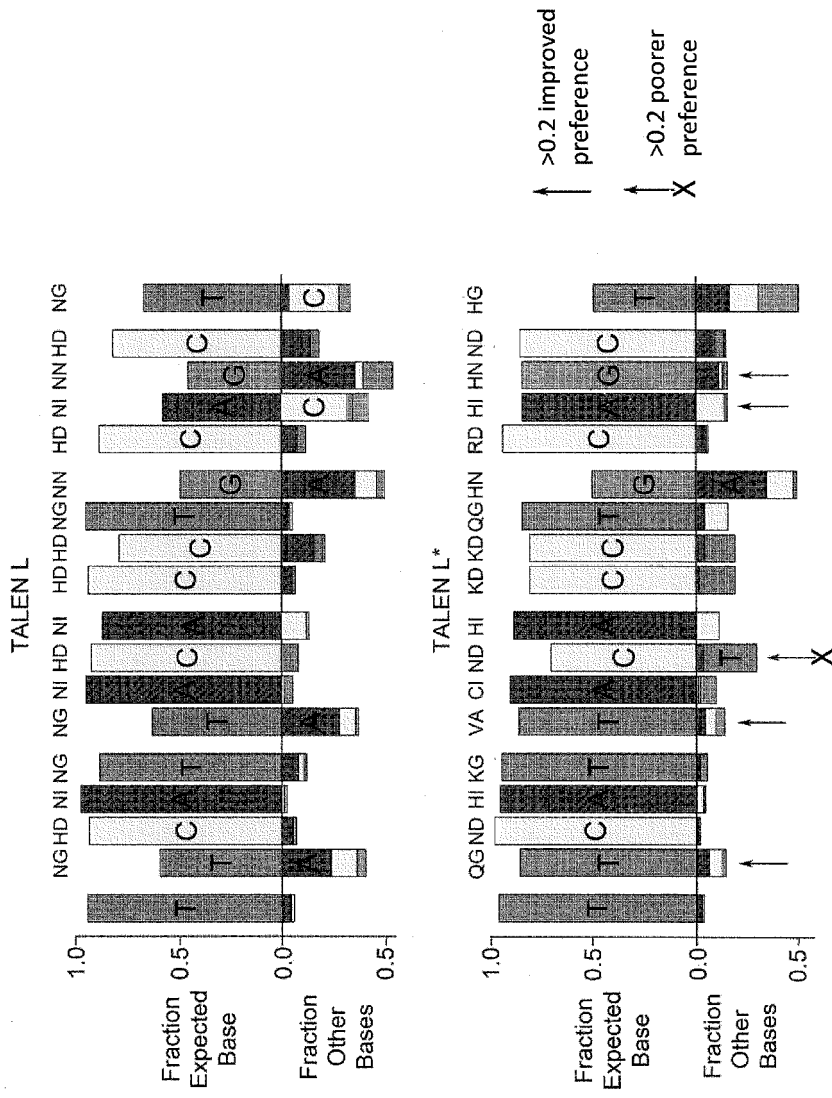 TALEN L
NG HD NI NG NG NI HD NI HD HD NG NN HD NI NN HD NG
1.0
0.5
0.0
0.5
Fraction
Expected
Base
Fraction
Other
Bases
T T C A T T A C A C C T G C A G C T
A A A C A C
TALEN L*
QG ND HI KG VA CI ND HI KD KD QG HN RD HI HN ND HG
1.0
0.5
0.0
0.5
Fraction
Expected
Base
Fraction
Other
Bases
T T C A T T A C A C C T G C A G C T
T A
X
>0.2 improved
preference
X
>0.2 poorer
preference